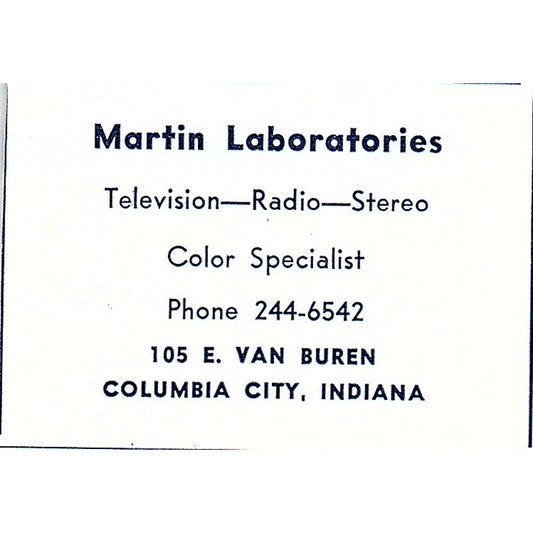 Martin Laboratories
Television—Radio—Stereo
Color Specialist
Phone 244-6542
105 E. VAN BUREN
COLUMBIA CITY, INDIANA